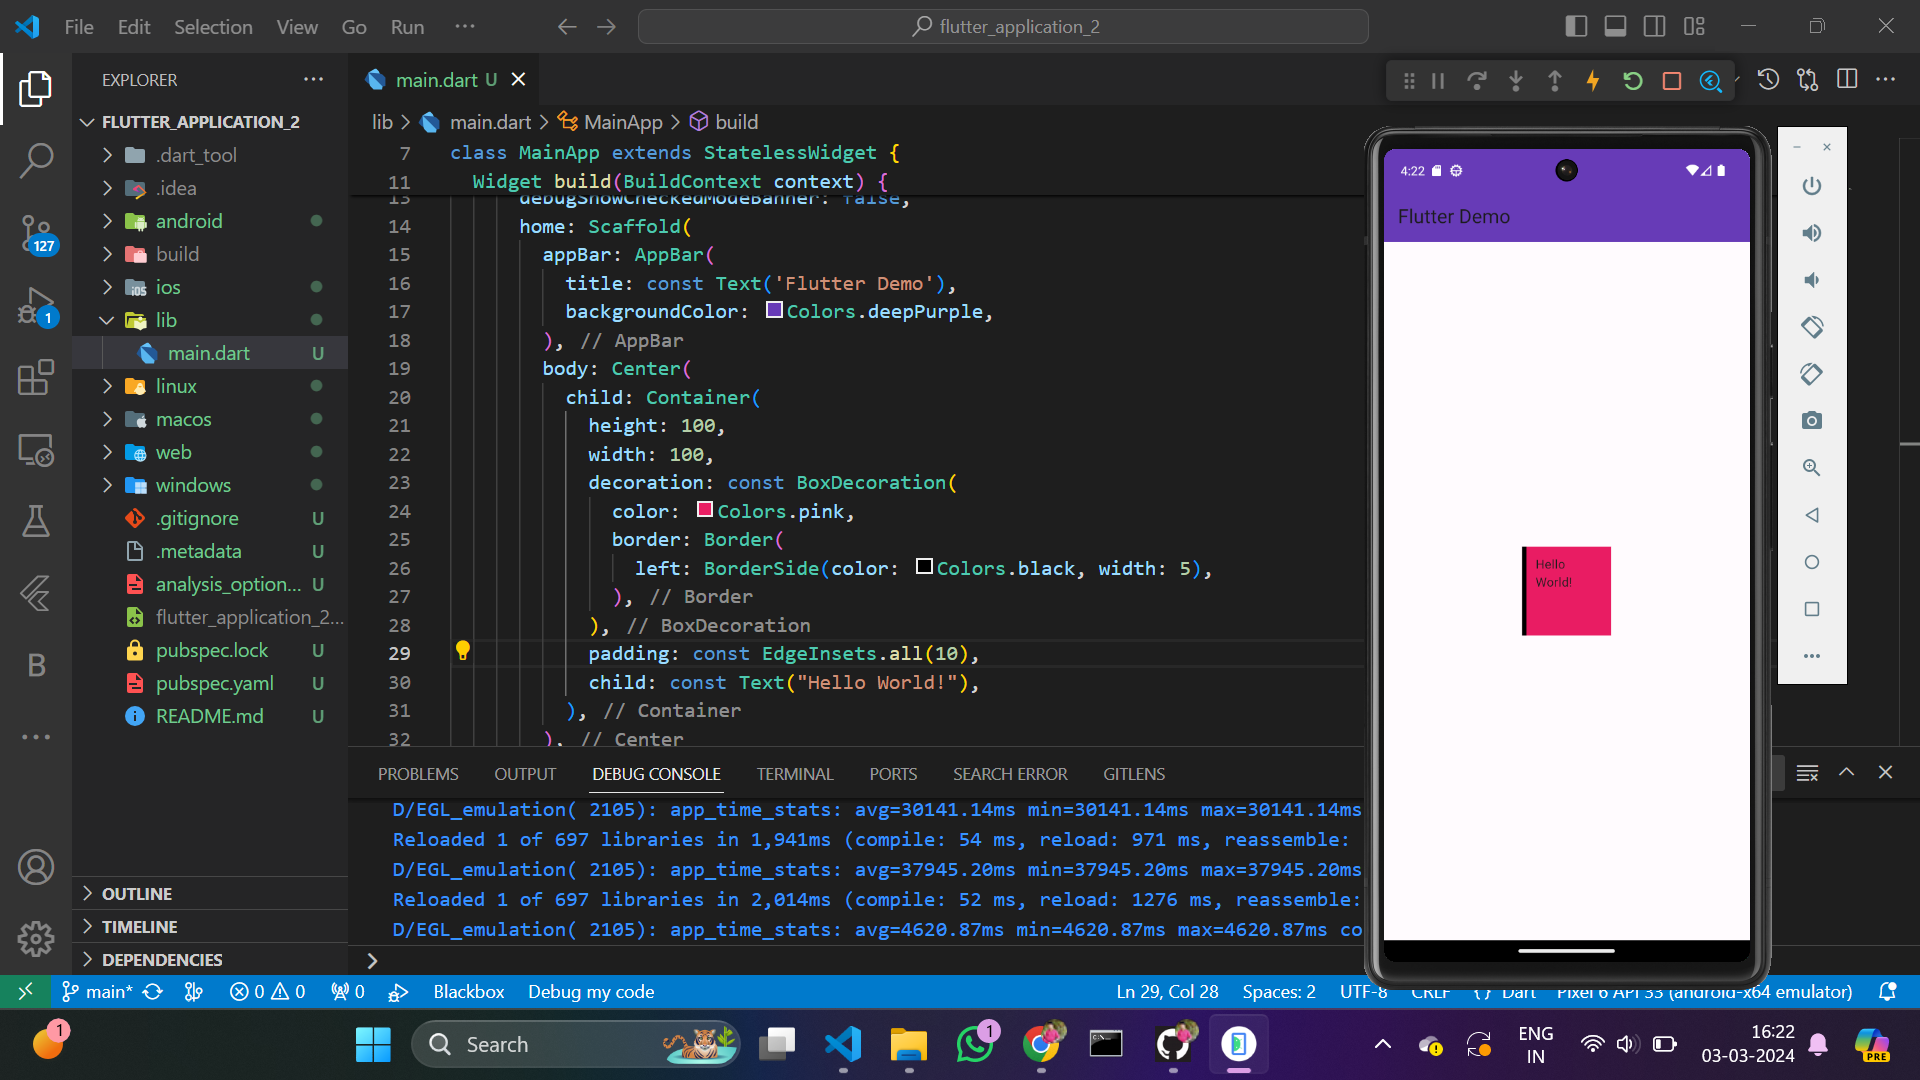 File Edit Selection View Go Run ···
flutter_application_2
EXPLORER
FLUTTER_APPLICATION_2
.dart_tool
.idea
android
build
ios
lib
main.dart U
linux
macos
web
windows
.gitignore U
.metadata U
analysis_option... U
flutter_application_2...
pubspec.lock U
pubspec.yaml U
README.md U
OUTLINE
TIMELINE
DEPENDENCIES
127
1
B
main.dart U
lib > main.dart > MainApp > build
7 class MainApp extends StatelessWidget {
11 Widget build(BuildContext context) {
13 debugShowCheckedModeBanner: false,
14 home: Scaffold(
15 appBar: AppBar(
16 title: const Text('Flutter Demo'),
17 backgroundColor: Colors.deepPurple,
18 ), // AppBar
19 body: Center(
20 child: Container(
21 height: 100,
22 width: 100,
23 decoration: const BoxDecoration(
24 color: Colors.pink,
25 border: Border(
26 left: BorderSide(color: Colors.black, width: 5),
27 ), // Border
28 ), // BoxDecoration
29 padding: const EdgeInsets.all(10),
30 child: const Text("Hello World!"),
31 ), // Container
32 ), // Center
PROBLEMS OUTPUT DEBUG CONSOLE TERMINAL PORTS SEARCH ERROR GITLENS
D/EGL_emulation( 2105): app_time_stats: avg=30141.14ms min=30141.14ms max=30141.14ms
Reloaded 1 of 697 libraries in 1,941ms (compile: 54 ms, reload: 971 ms, reassemble:
D/EGL_emulation( 2105): app_time_stats: avg=37945.20ms min=37945.20ms max=37945.20ms
Reloaded 1 of 697 libraries in 2,014ms (compile: 52 ms, reload: 1276 ms, reassemble:
D/EGL_emulation( 2105): app_time_stats: avg=4620.87ms min=4620.87ms max=4620.87ms co
>
4:22
Flutter Demo
Hello
World!
main* 0 0 0 Blackbox Debug my code
Ln 29, Col 28 Spaces: 2 UTF-8 CRLF {} Dart Pixel 6 API 33 (android-x64 emulator)
1
Search
1
ENG
IN
16:22
03-03-2024
PRE